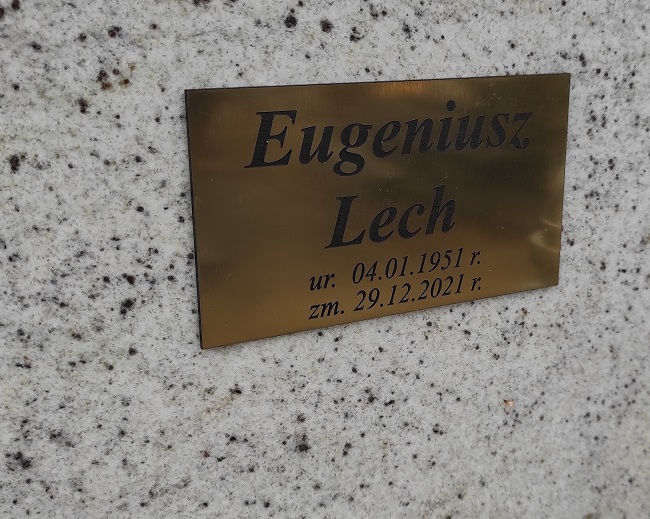 Eugeniusz
Lech
ur. 04.01.1951 r.
zm. 29.12.2021 r.